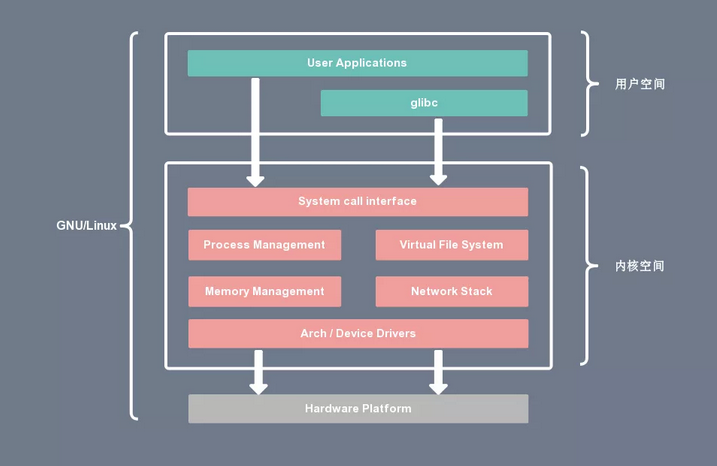 User Applications
glibc
用户空间
System call interface
GNU/Linux
Process Management
Virtual File System
内核空间
Memory Management
Network Stack
Arch / Device Drivers
Hardware Platform